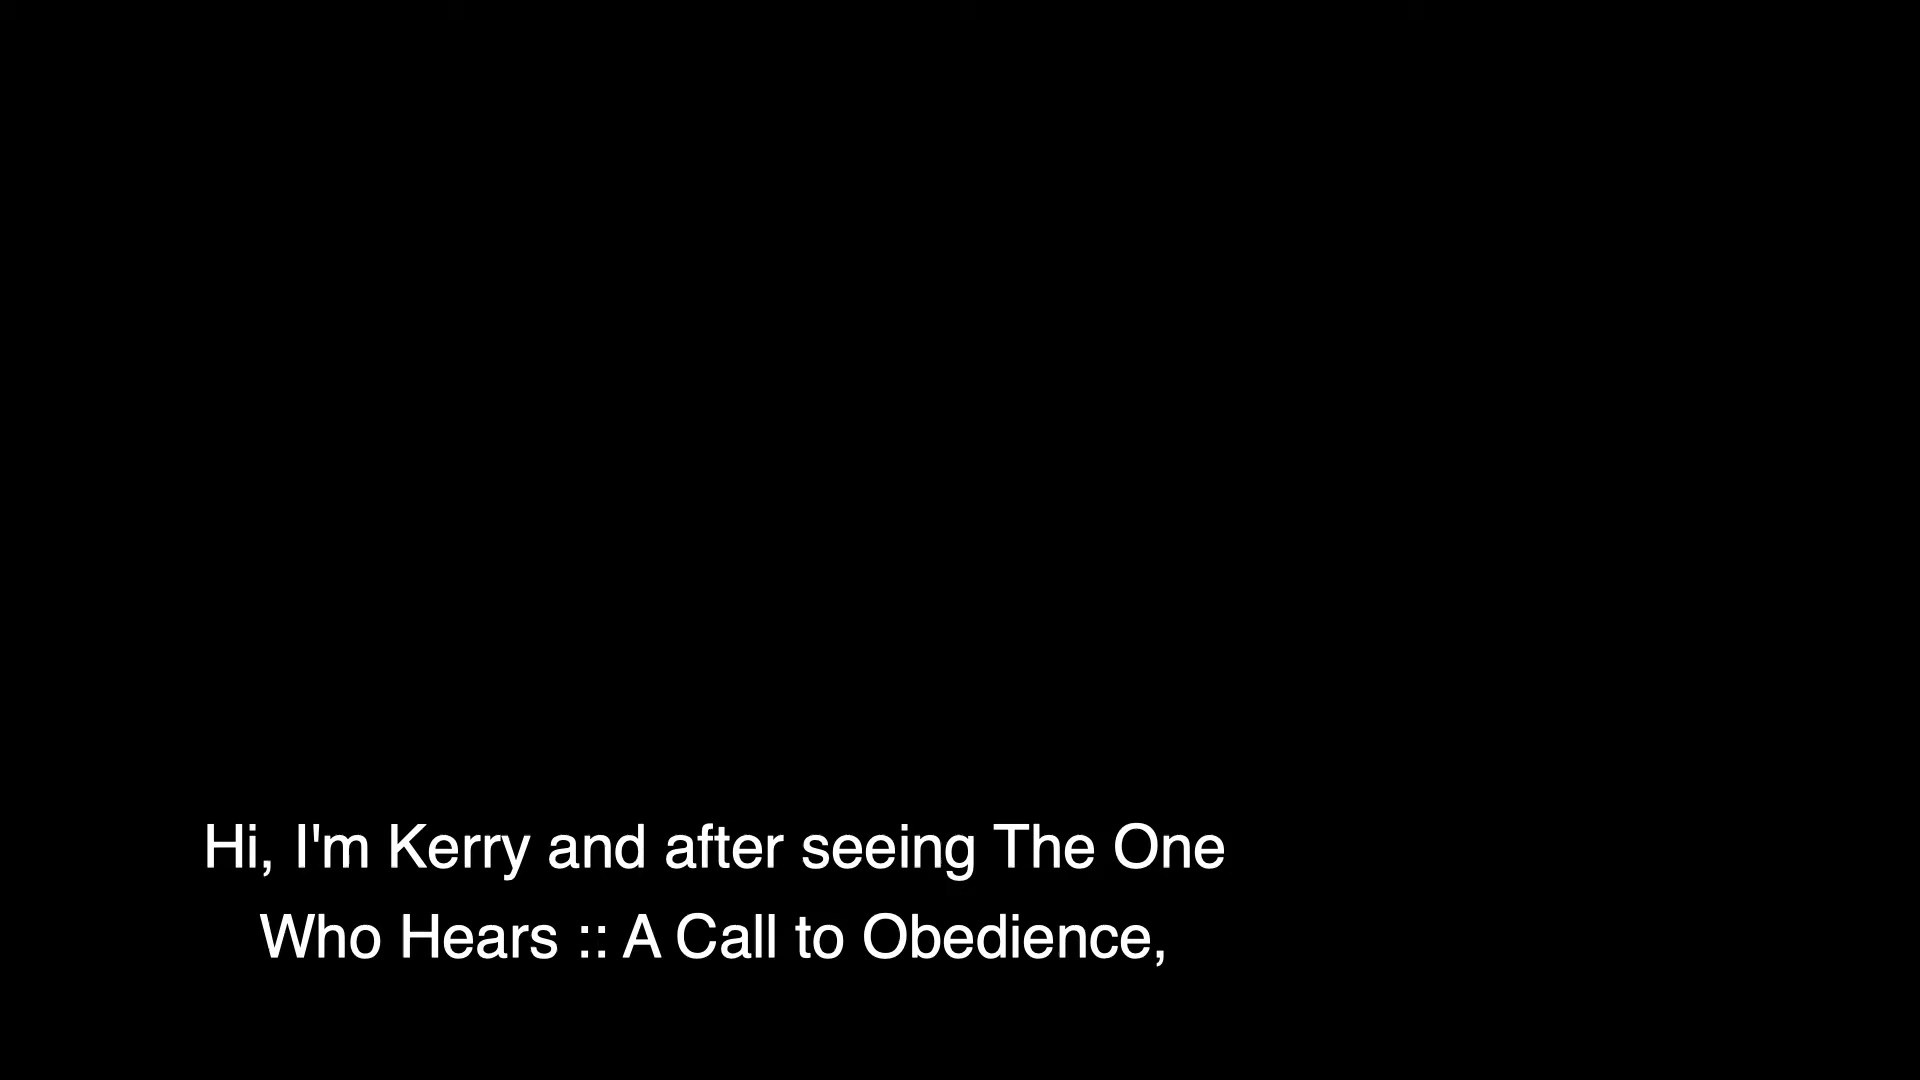 Hi, I'm Kerry and after seeing The One
Who Hears :: A Call to Obedience,